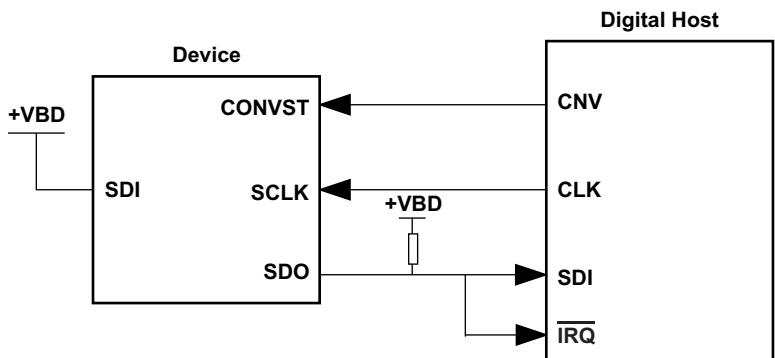 Digital Host
Device
+VBD
CONVST
CNV
SDI
SCLK
CLK
+VBD
SDO
SDI
IRQ